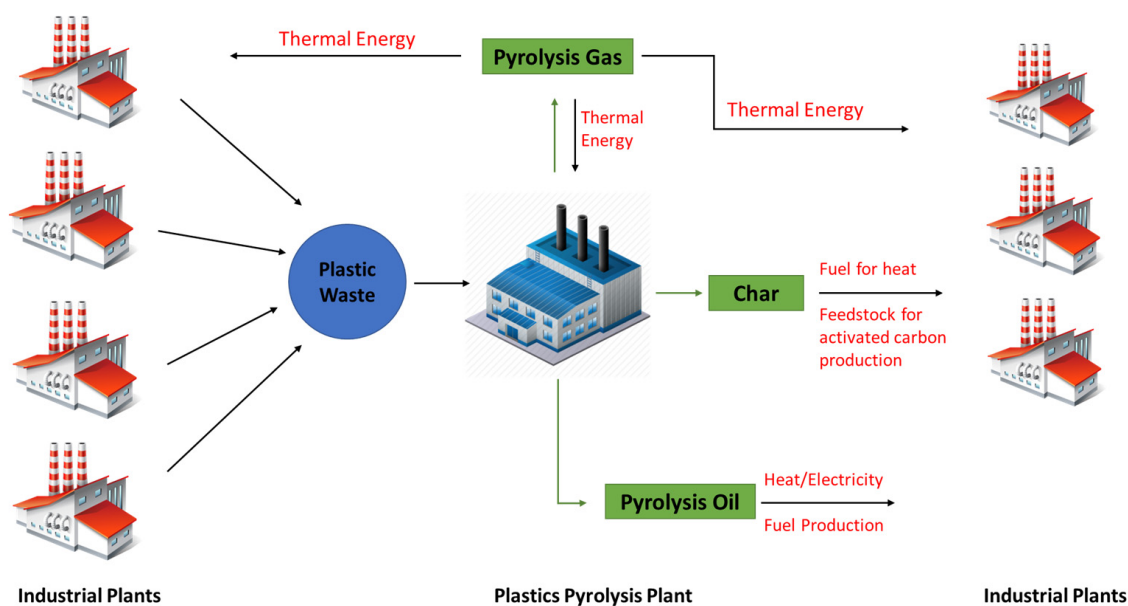 Thermal Energy
Pyrolysis Gas
Thermal
Energy
Thermal Energy
Plastic
Waste
Char
Fuel for heat
Feedstock for
activated carbon
production
Pyrolysis Oil
Heat/Electricity
Fuel Production
Industrial Plants
Plastics Pyrolysis Plant
Industrial Plants